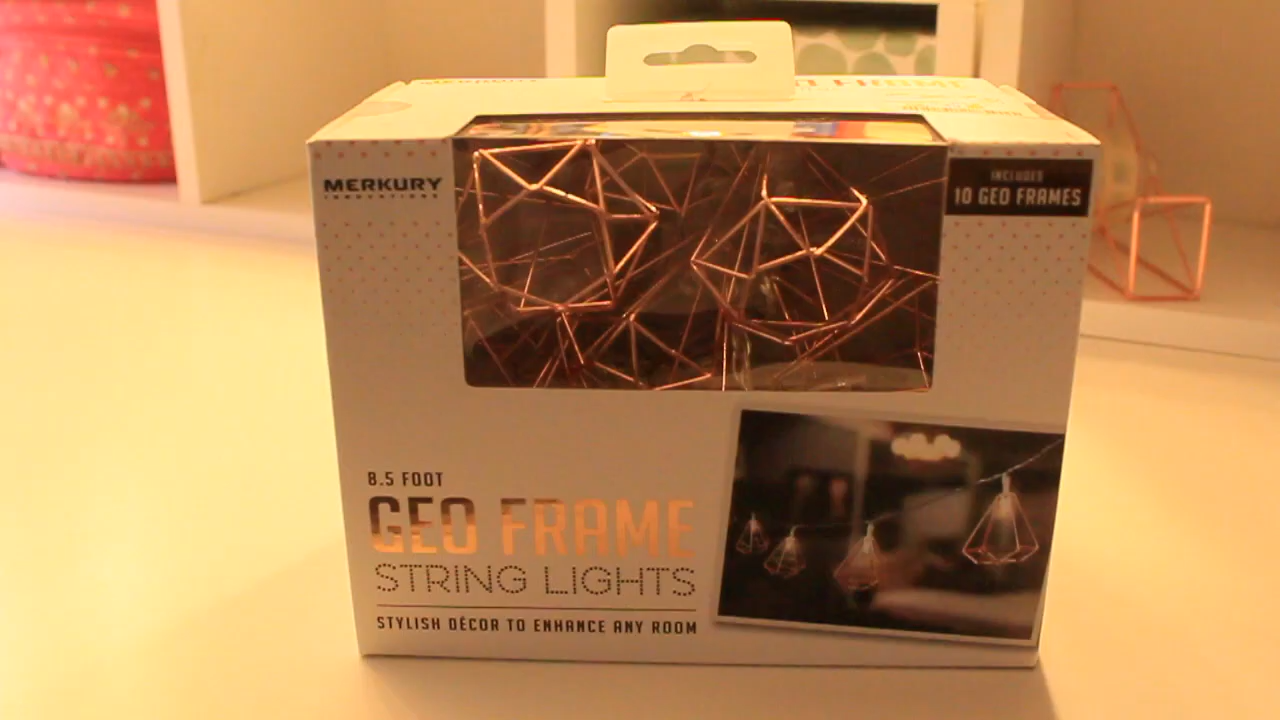 MERKURY
INNOVATIONS
INCLUDES
10 GEO FRAMES
8.5 FOOT
GEO FRAME
STRING LIGHTS
STYLISH DÉCOR TO ENHANCE ANY ROOM